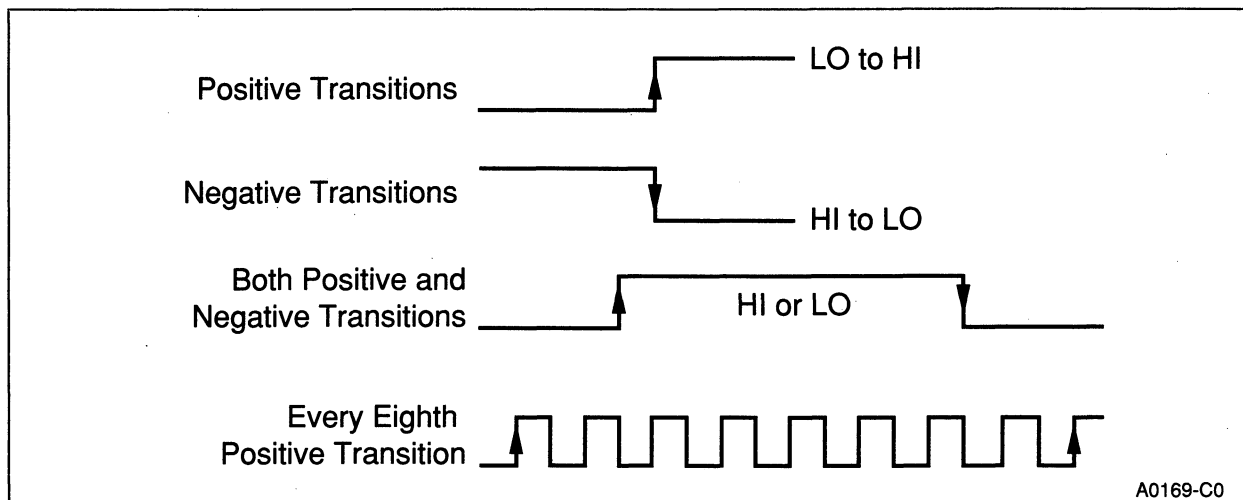 Positive Transitions
LO to HI
Negative Transitions
HI to LO
Both Positive and
Negative Transitions
HI or LO
Every Eighth
Positive Transition
A0169-C0